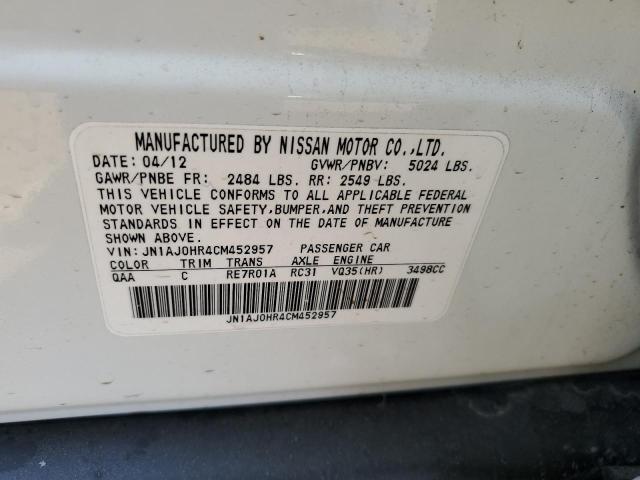 MANUFACTURED BY NISSAN MOTOR CO.,LTD.
DATE: 04/12 GVWR/PNBV: 5024 LBS.
GAWR/PNBE FR: 2484 LBS. RR: 2549 LBS.
THIS VEHICLE CONFORMS TO ALL APPLICABLE FEDERAL
MOTOR VEHICLE SAFETY,BUMPER,AND THEFT PREVENTION
STANDARDS IN EFFECT ON THE DATE OF MANUFACTURE
SHOWN ABOVE.
VIN: JN1AJ0HR4CM452957 PASSENGER CAR
COLOR TRIM TRANS AXLE ENGINE
QAA C RE7R01A RC31 VQ35(HR) 3498CC
JN1AJ0HR4CM452957